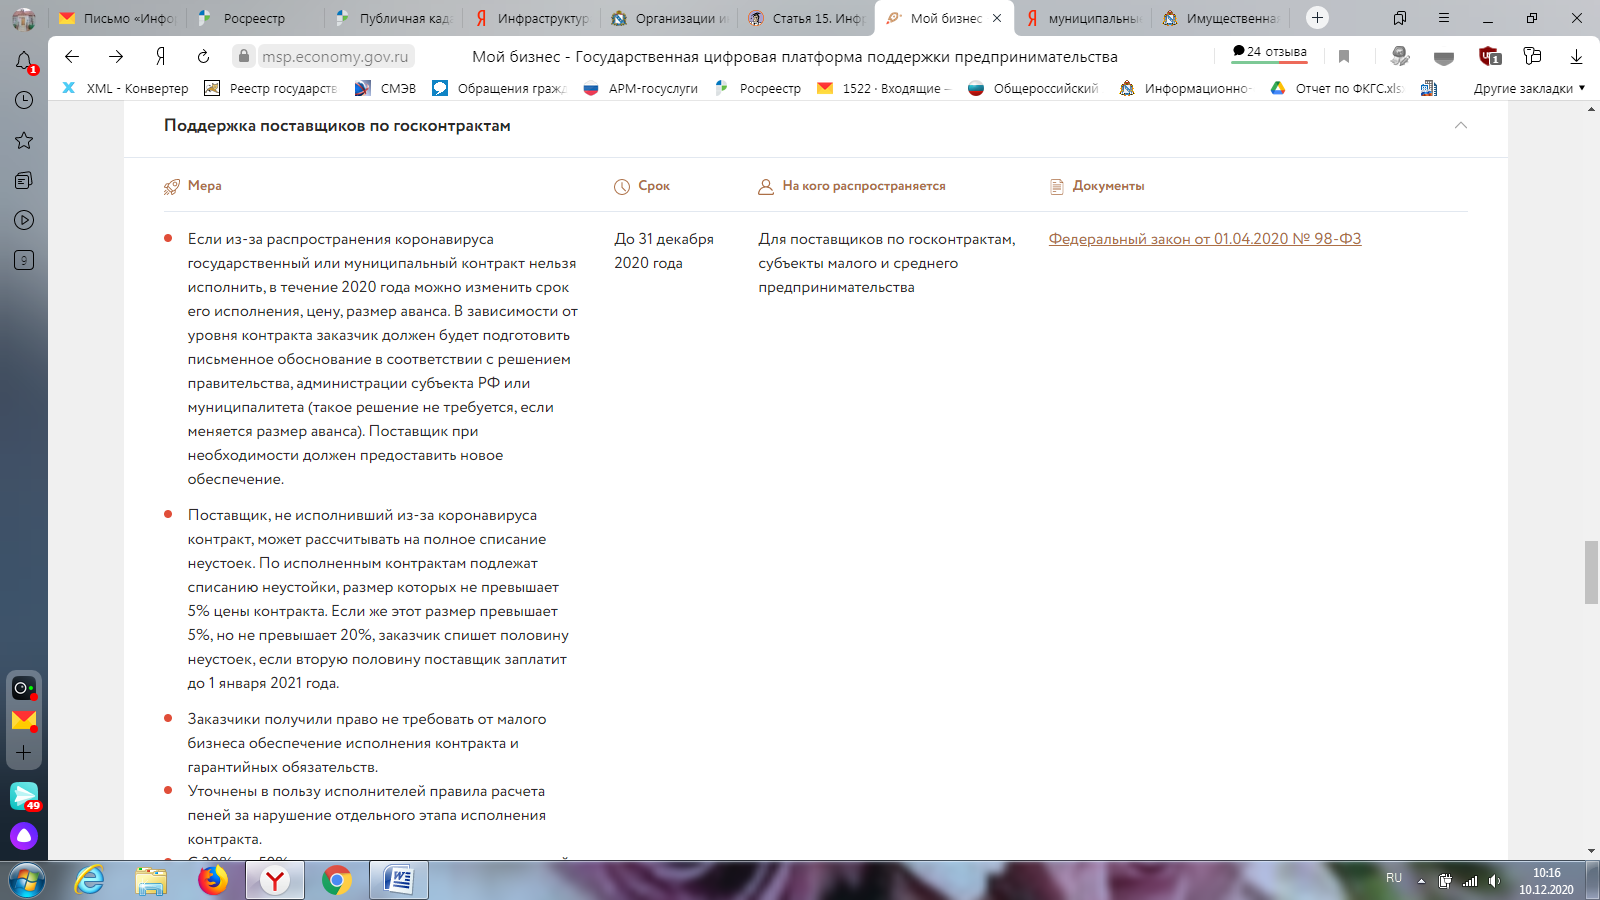 Письмо «Инфор
Росреестр
Публичная када
Инфраструктур
Организации и
Статья 15. Инфр
Мой бизнес
муниципальны
Имущественная
1
msp.economy.gov.ru
Мой бизнес - Государственная цифровая платформа поддержки предпринимательства
24 отзыва
1
XML - Конвертер
Реестр государств
СМЭВ
Обращения гражд
АРМ-госуслуги
Росреестр
1522 · Входящие —
Общероссийский
Информационно-
Отчет по ФКГС.xls
Другие закладки
9
Поддержка поставщиков по госконтрактам
Мера
Срок
На кого распространяется
Документы
Если из-за распространения коронавируса
государственный или муниципальный контракт нельзя
исполнить, в течение 2020 года можно изменить срок
его исполнения, цену, размер аванса. В зависимости от
уровня контракта заказчик должен будет подготовить
письменное обоснование в соответствии с решением
правительства, администрации субъекта РФ или
муниципалитета (такое решение не требуется, если
меняется размер аванса). Поставщик при
необходимости должен предоставить новое
обеспечение.
До 31 декабря
2020 года
Для поставщиков по госконтрактам,
субъекты малого и среднего
предпринимательства
Федеральный закон от 01.04.2020 № 98-ФЗ
Поставщик, не исполнивший из-за коронавируса
контракт, может рассчитывать на полное списание
неустоек. По исполненным контрактам подлежат
списанию неустойки, размер которых не превышает
5% цены контракта. Если же этот размер превышает
5%, но не превышает 20%, заказчик спишет половину
неустоек, если вторую половину поставщик заплатит
до 1 января 2021 года.
Заказчики получили право не требовать от малого
бизнеса обеспечение исполнения контракта и
гарантийных обязательств.
Уточнены в пользу исполнителей правила расчета
пеней за нарушение отдельного этапа исполнения
контракта.
49
RU
10:16
10.12.2020